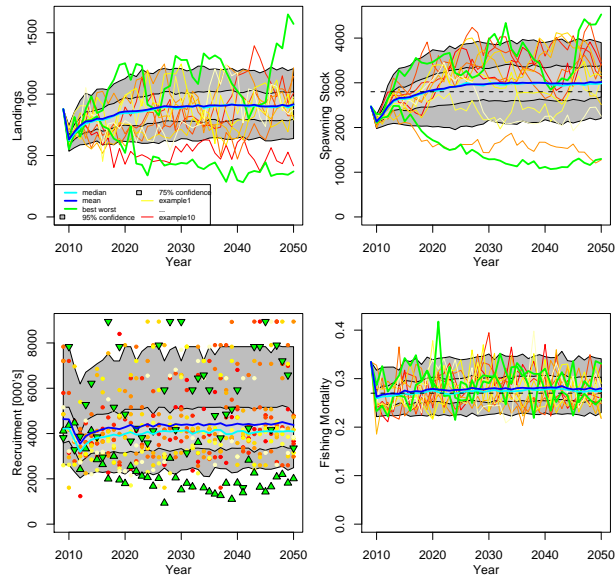 Landings
1500
1000
500
0
median
mean
best worst
95% confidence
75% confidence
example1
...
example10
2010 2020 2030 2040 2050
Year
Spawning Stock
4000
3000
2000
1000
0
2010 2020 2030 2040 2050
Year
Recruitment [000's]
8000
6000
4000
2000
0
2010 2020 2030 2040 2050
Year
Fishing Mortality
0.4
0.3
0.2
0.1
0.0
2010 2020 2030 2040 2050
Year